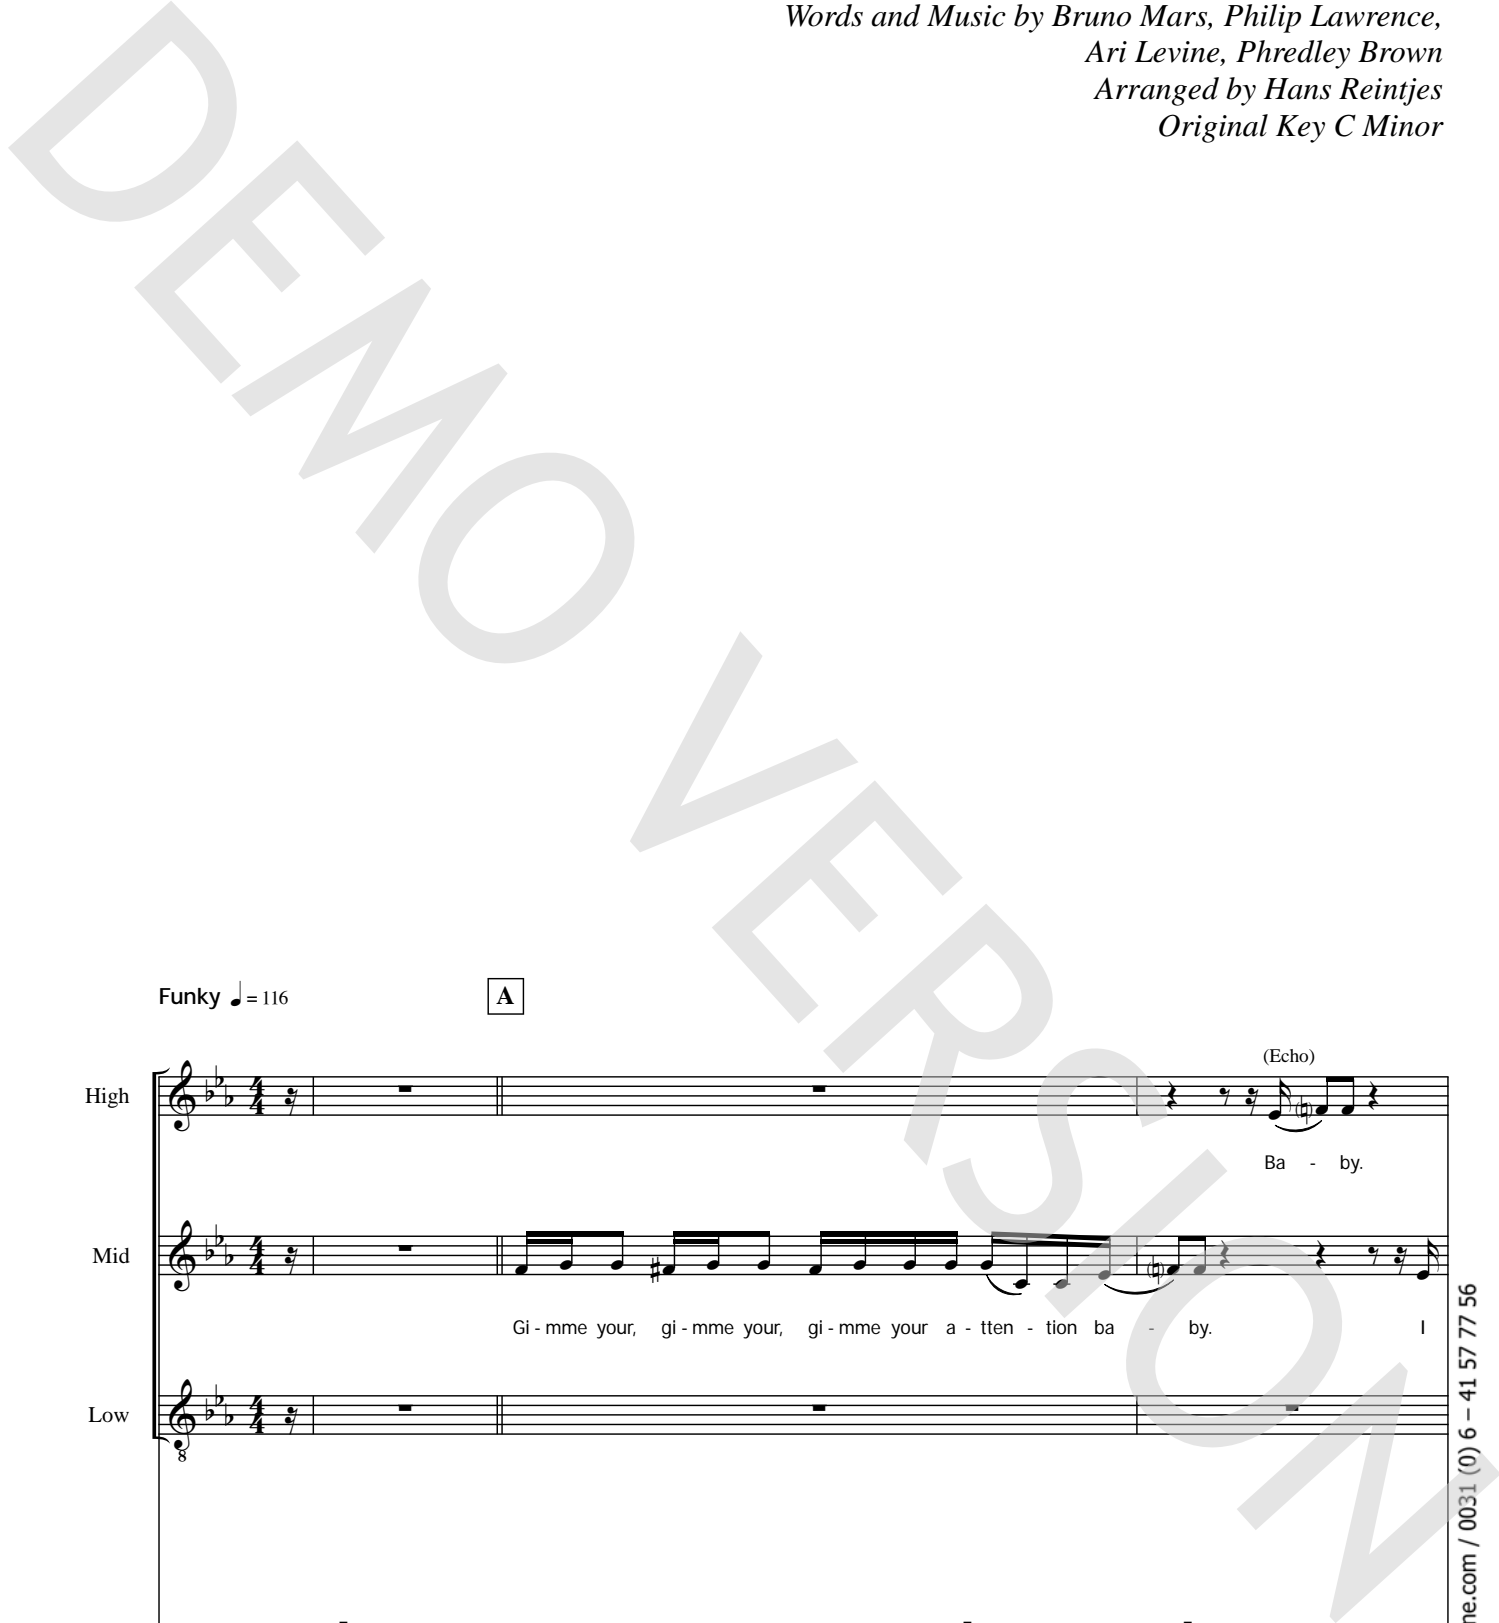 Words and Music by Bruno Mars, Philip Lawrence,
Ari Levine, Phredley Brown
Arranged by Hans Reintjes
Original Key C Minor
DEMO VERSION
Funky = 116
A
(Echo)
High
Ba - by.
Mid
Gi - mme your, gi - mme your, gi - mme your a - tten - tion ba - by. I
Low
8
ne.com / 0031 (0) 6 – 41 57 77 56